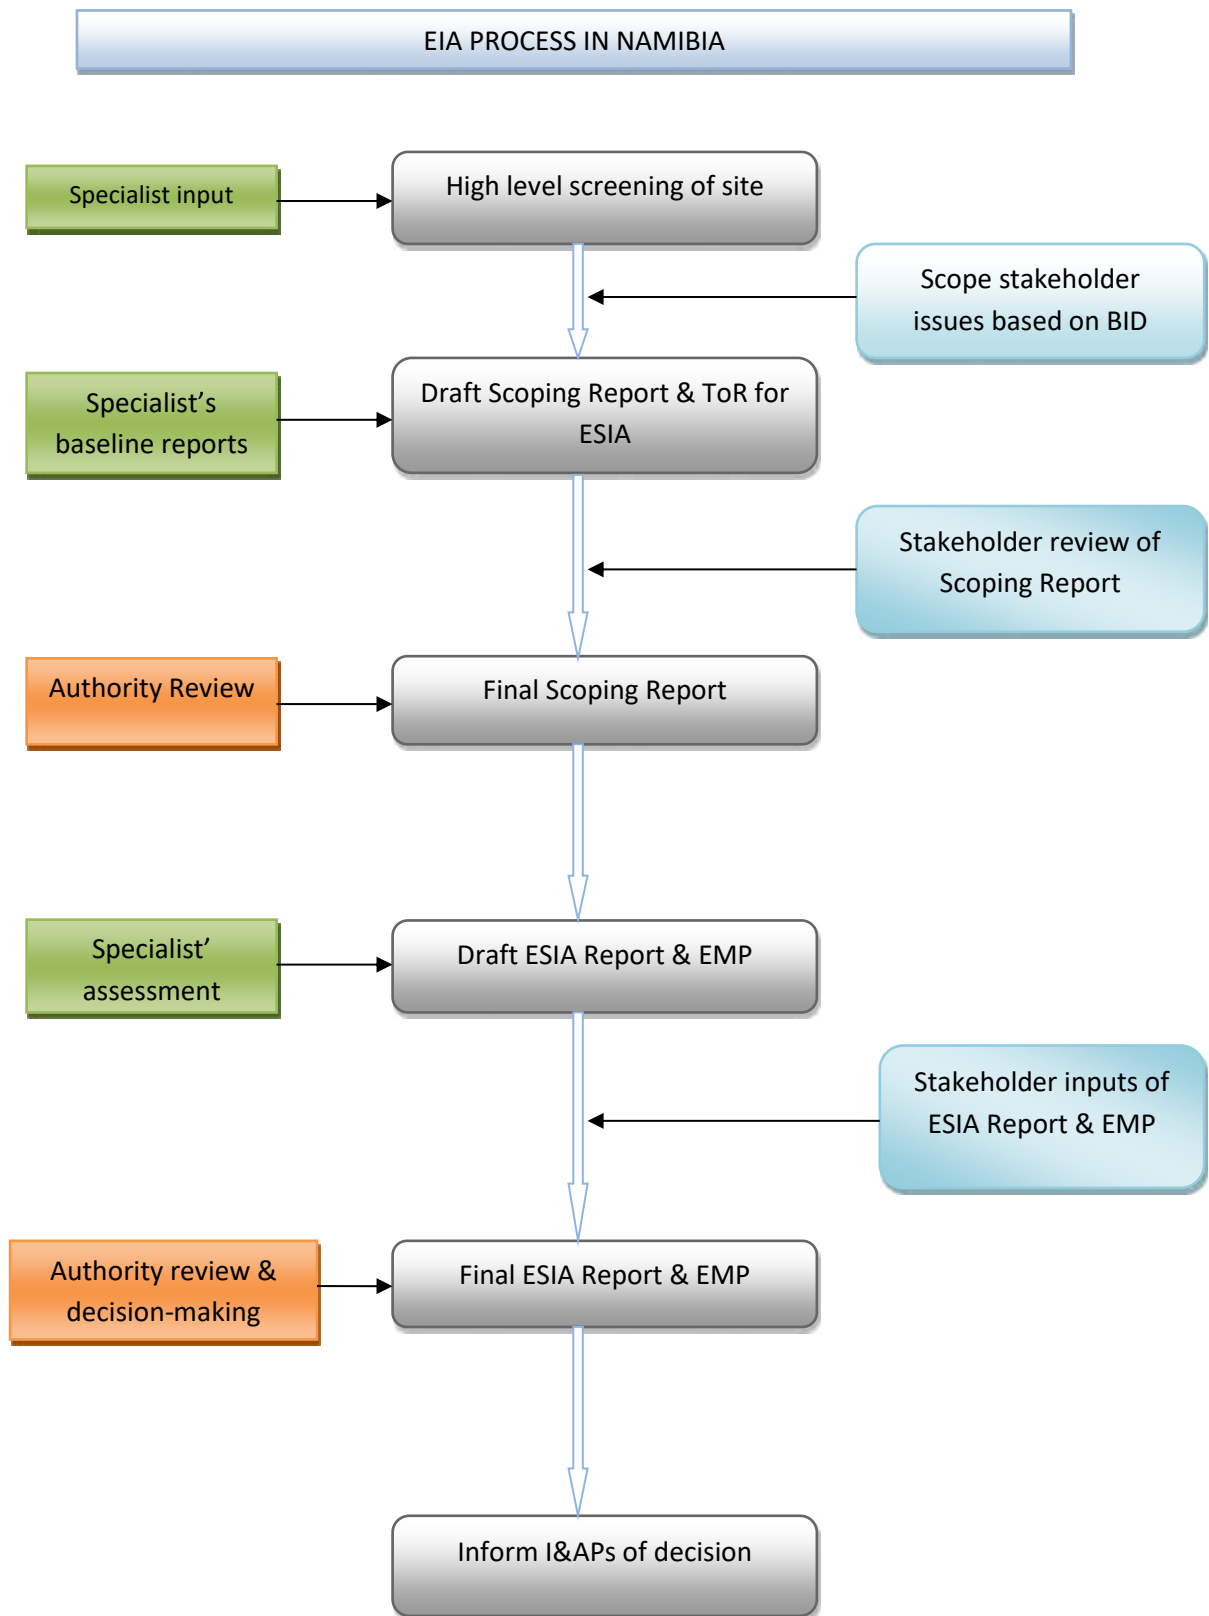 EIA PROCESS IN NAMIBIA
Specialist input
High level screening of site
Scope stakeholder
issues based on BID
Specialist’s
baseline reports
Draft Scoping Report & ToR for
ESIA
Stakeholder review of
Scoping Report
Authority Review
Final Scoping Report
Specialist’
assessment
Draft ESIA Report & EMP
Stakeholder inputs of
ESIA Report & EMP
Authority review &
decision-making
Final ESIA Report & EMP
Inform I&APs of decision